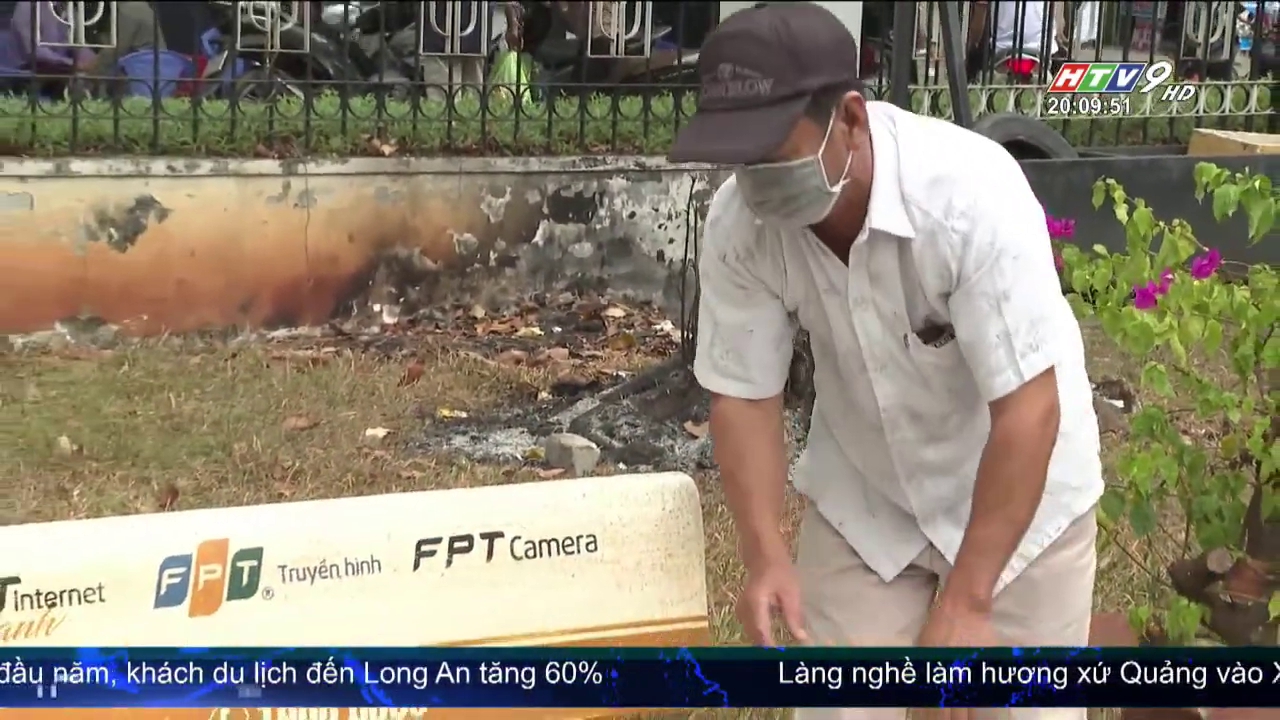 HTV9 HD
20:09:51
Internet
FPT® Truyền hình
FPT Camera
đầu năm, khách du lịch đến Long An tăng 60%
Làng nghề làm hương xứ Quảng vào